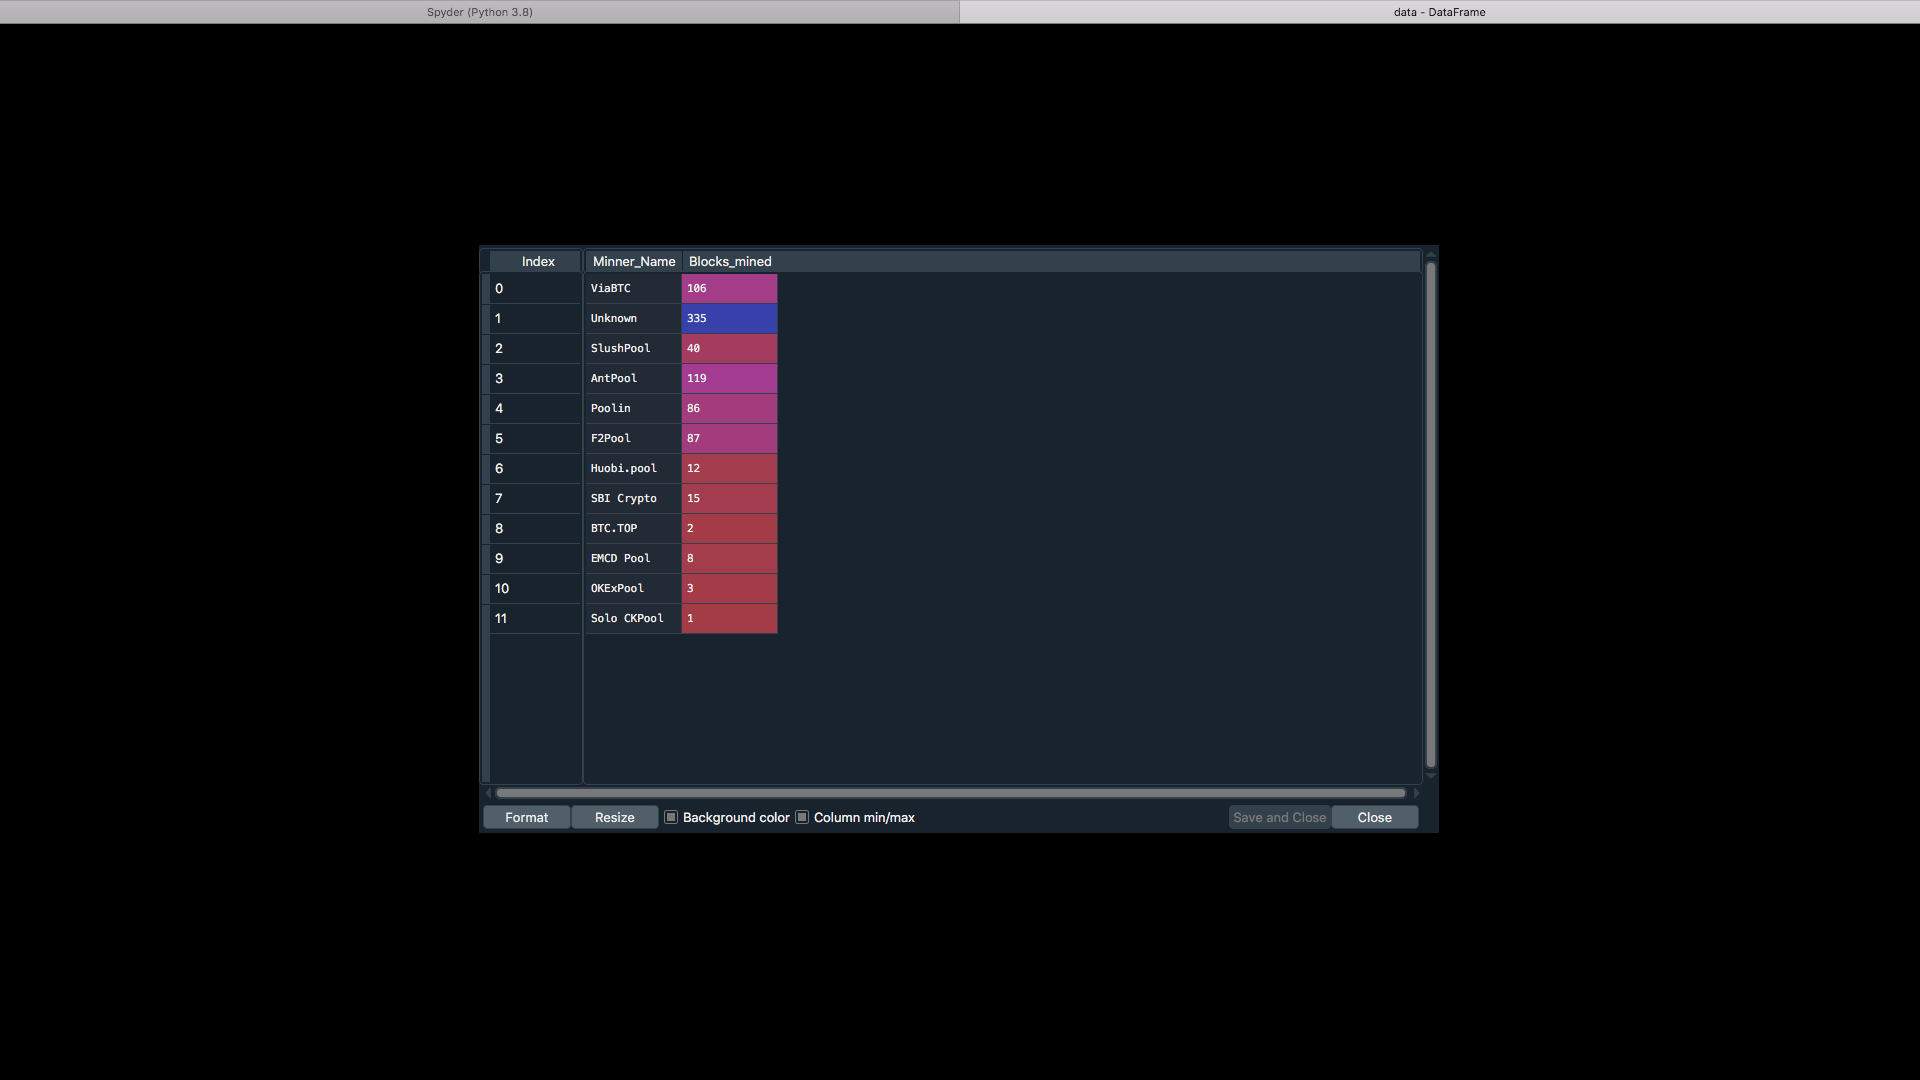 Spyder (Python 3.8) data - DataFrame
Index Minner_Name Blocks_mined
0 ViaBTC 106
1 Unknown 335
2 SlushPool 40
3 AntPool 119
4 Poolin 86
5 F2Pool 87
6 Huobi.pool 12
7 SBI Crypto 15
8 BTC.TOP 2
9 EMCD Pool 8
10 OKExPool 3
11 Solo CKPool 1
Format Resize Background color Column min/max Save and Close Close